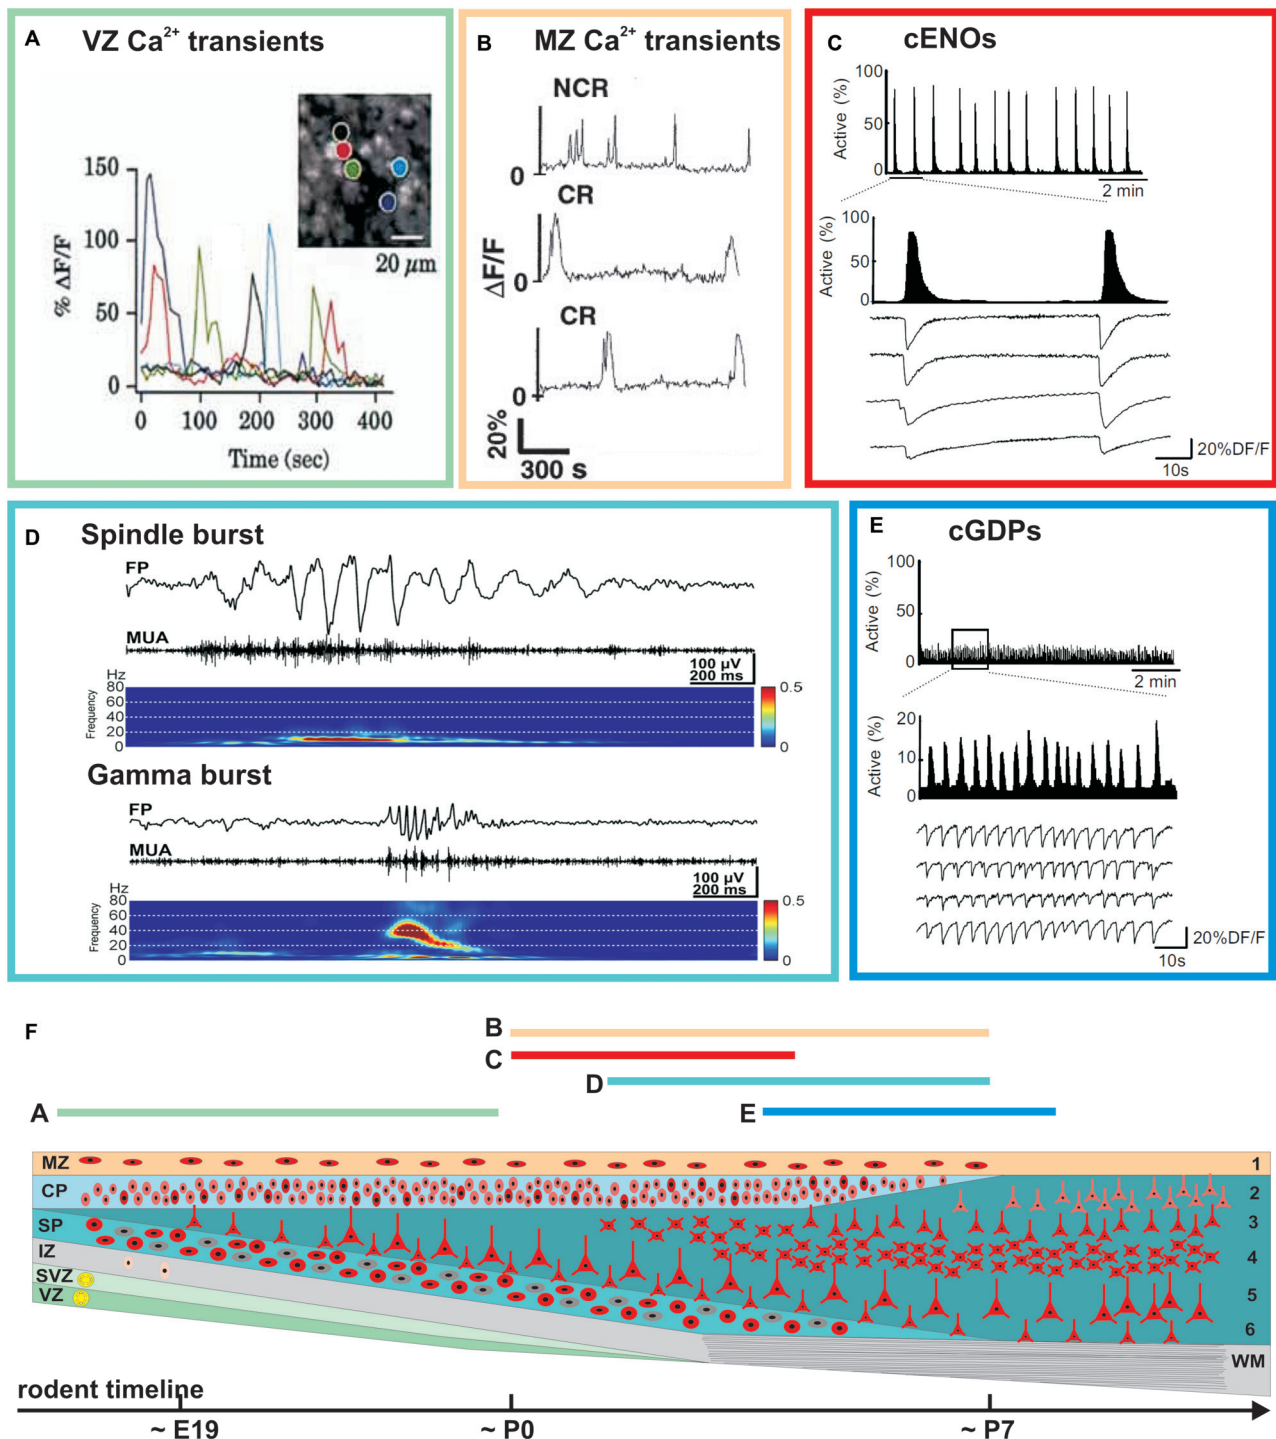 A
VZ Ca2+ transients
% ΔF/F
150
100
50
0
0 100 200 300 400
Time (sec)
20 µm
B
MZ Ca2+ transients
NCR
0
CR
0
CR
0
ΔF/F
20%
300 s
C
cENOs
Active (%)
100
50
0
2 min
Active (%)
100
50
0
20%DF/F
10s
D
Spindle burst
FP
MUA
100 µV
200 ms
Hz
Frequency
80
60
40
20
0
0.5
0
Gamma burst
FP
MUA
100 µV
200 ms
Hz
Frequency
80
60
40
20
0
0.5
0
E
cGDPs
Active (%)
100
50
0
2 min
Active (%)
20
10
0
20%DF/F
10s
F
B
C
D
A
E
MZ 1
CP 2
SP 3
IZ 4
SVZ 5
VZ 6
WM
rodent timeline
~ E19 ~ P0 ~ P7